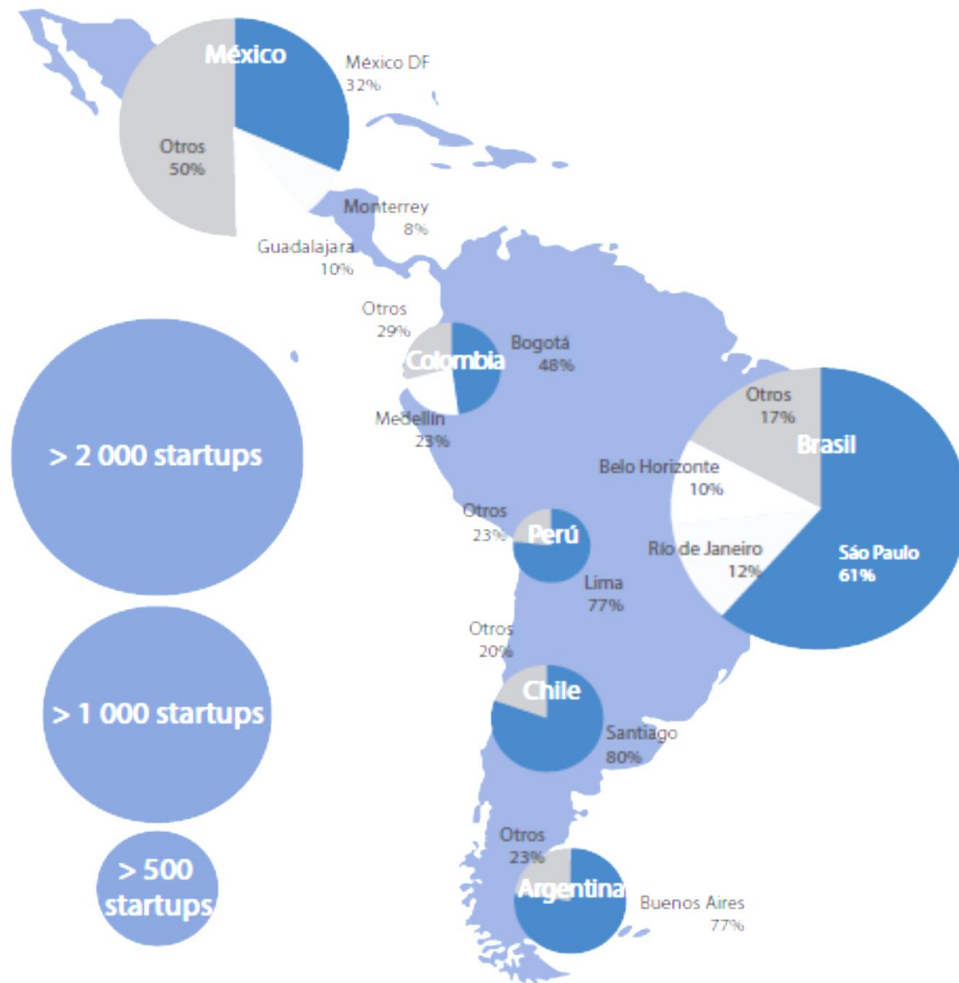 México
México DF
32%
Otros
50%
Monterrey
8%
Guadalajara
10%
Otros
29%
Colombia
Bogotá
48%
Medellín
23%
Otros
17%
Brasil
Belo Horizonte
10%
Río de Janeiro
12%
São Paulo
61%
> 2 000 startups
Otros
23%
Perú
Lima
77%
Otros
20%
Chile
Santiago
80%
> 1 000 startups
Otros
23%
Argentina
Buenos Aires
77%
> 500
startups